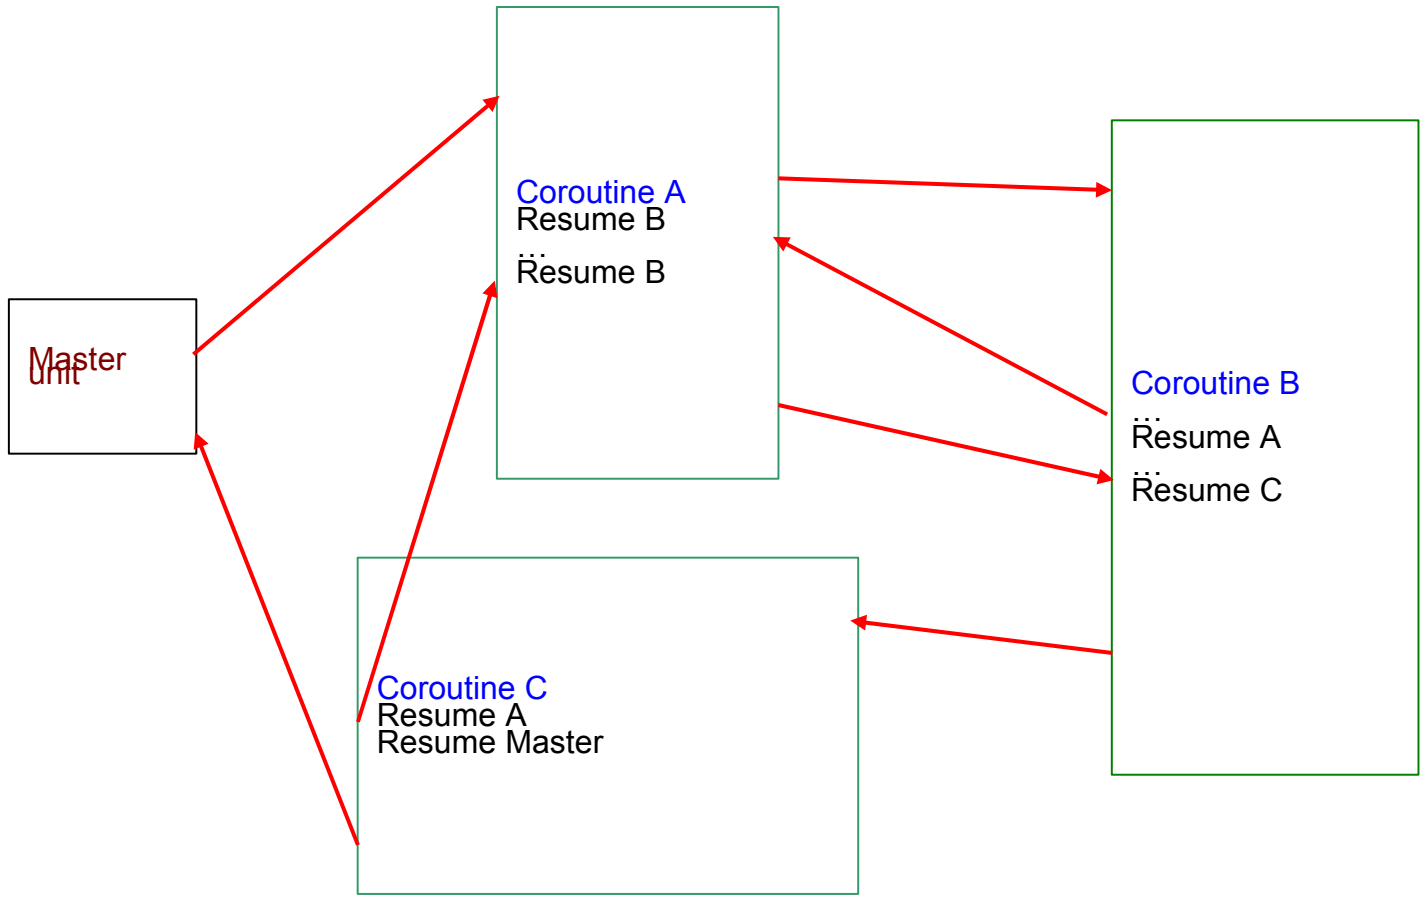 Master
unit
Coroutine A
Resume B
...
Resume B
Coroutine B
...
Resume A
...
Resume C
Coroutine C
Resume A
Resume Master